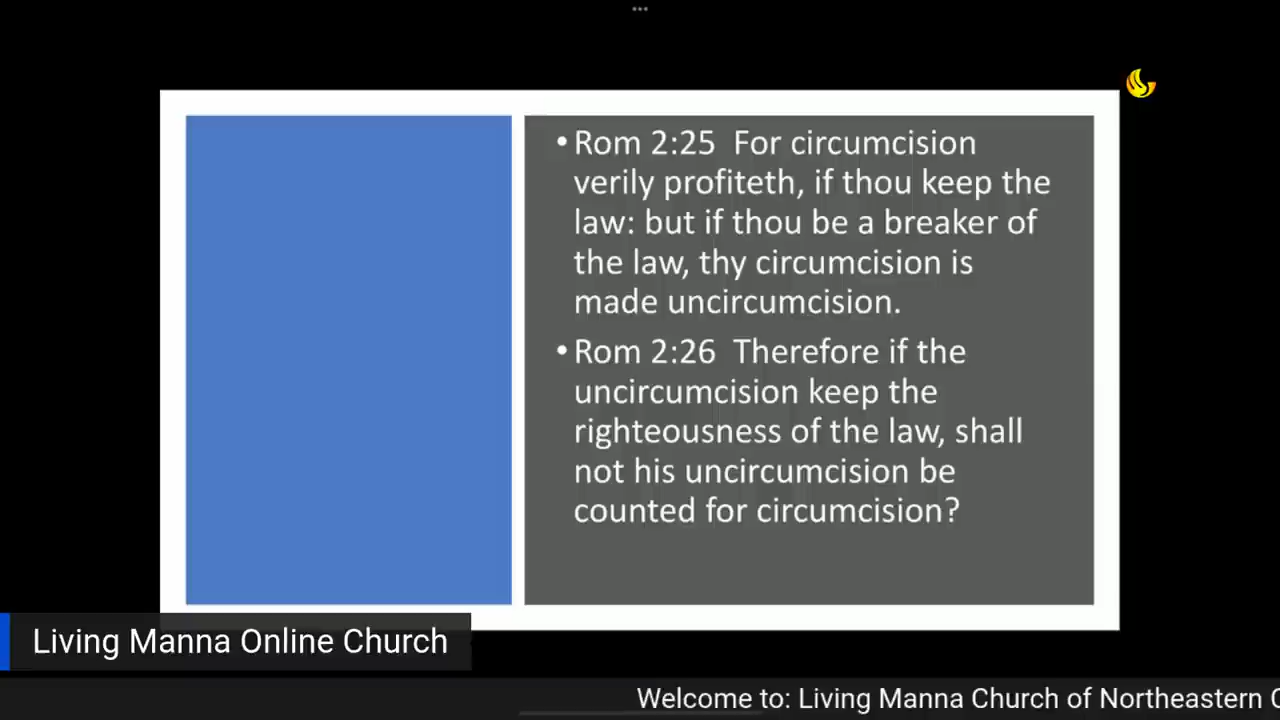 •Rom 2:25  For circumcision
verily profiteth, if thou keep the
law: but if thou be a breaker of
the law, thy circumcision is
made uncircumcision.
•Rom 2:26  Therefore if the
uncircumcision keep the
righteousness of the law, shall
not his uncircumcision be
counted for circumcision?
Living Manna Online Church
Welcome to: Living Manna Church of Northeastern